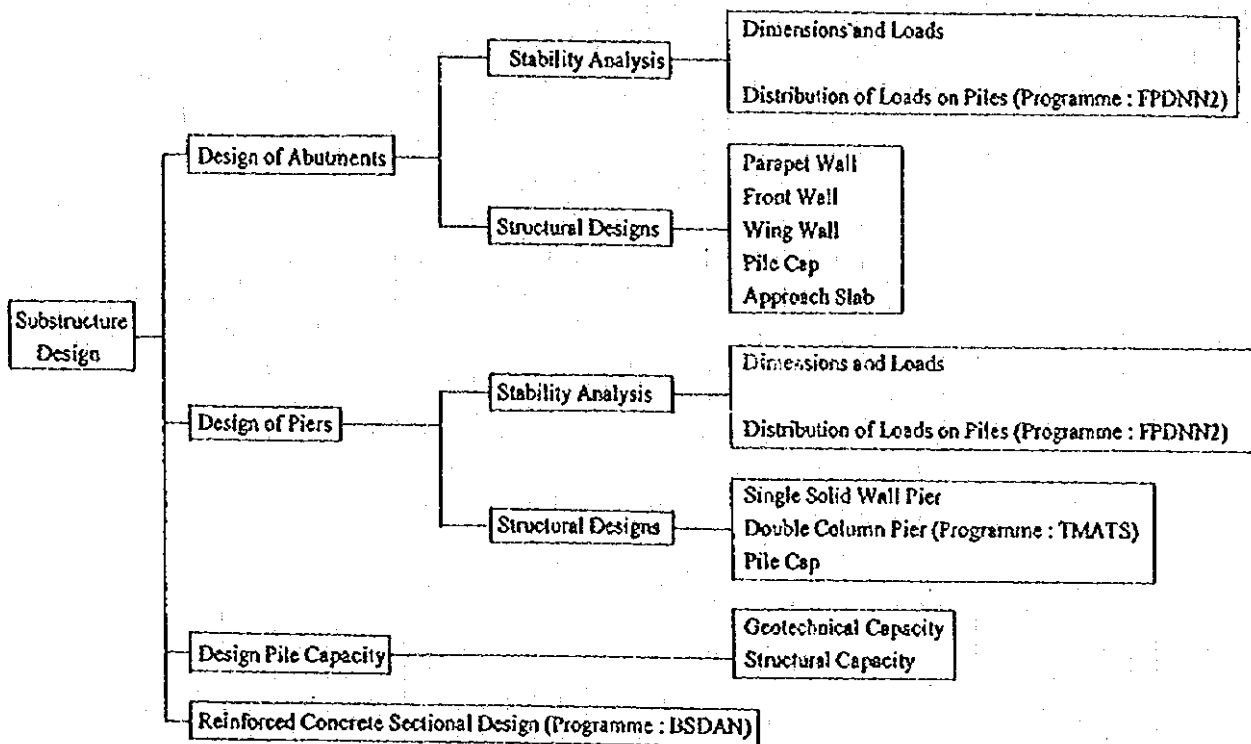 Substructure
Design
Design of Abutments
Stability Analysis
Dimensions and Loads
Distribution of Loads on Piles (Programme : FPDNN2)
Structural Designs
Parapet Wall
Front Wall
Wing Wall
Pile Cap
Approach Slab
Design of Piers
Stability Analysis
Dimensions and Loads
Distribution of Loads on Piles (Programme : FPDNN2)
Structural Designs
Single Solid Wall Pier
Double Column Pier (Programme : TMATS)
Pile Cap
Design Pile Capacity
Geotechnical Capacity
Structural Capacity
Reinforced Concrete Sectional Design (Programme : BSDAN)